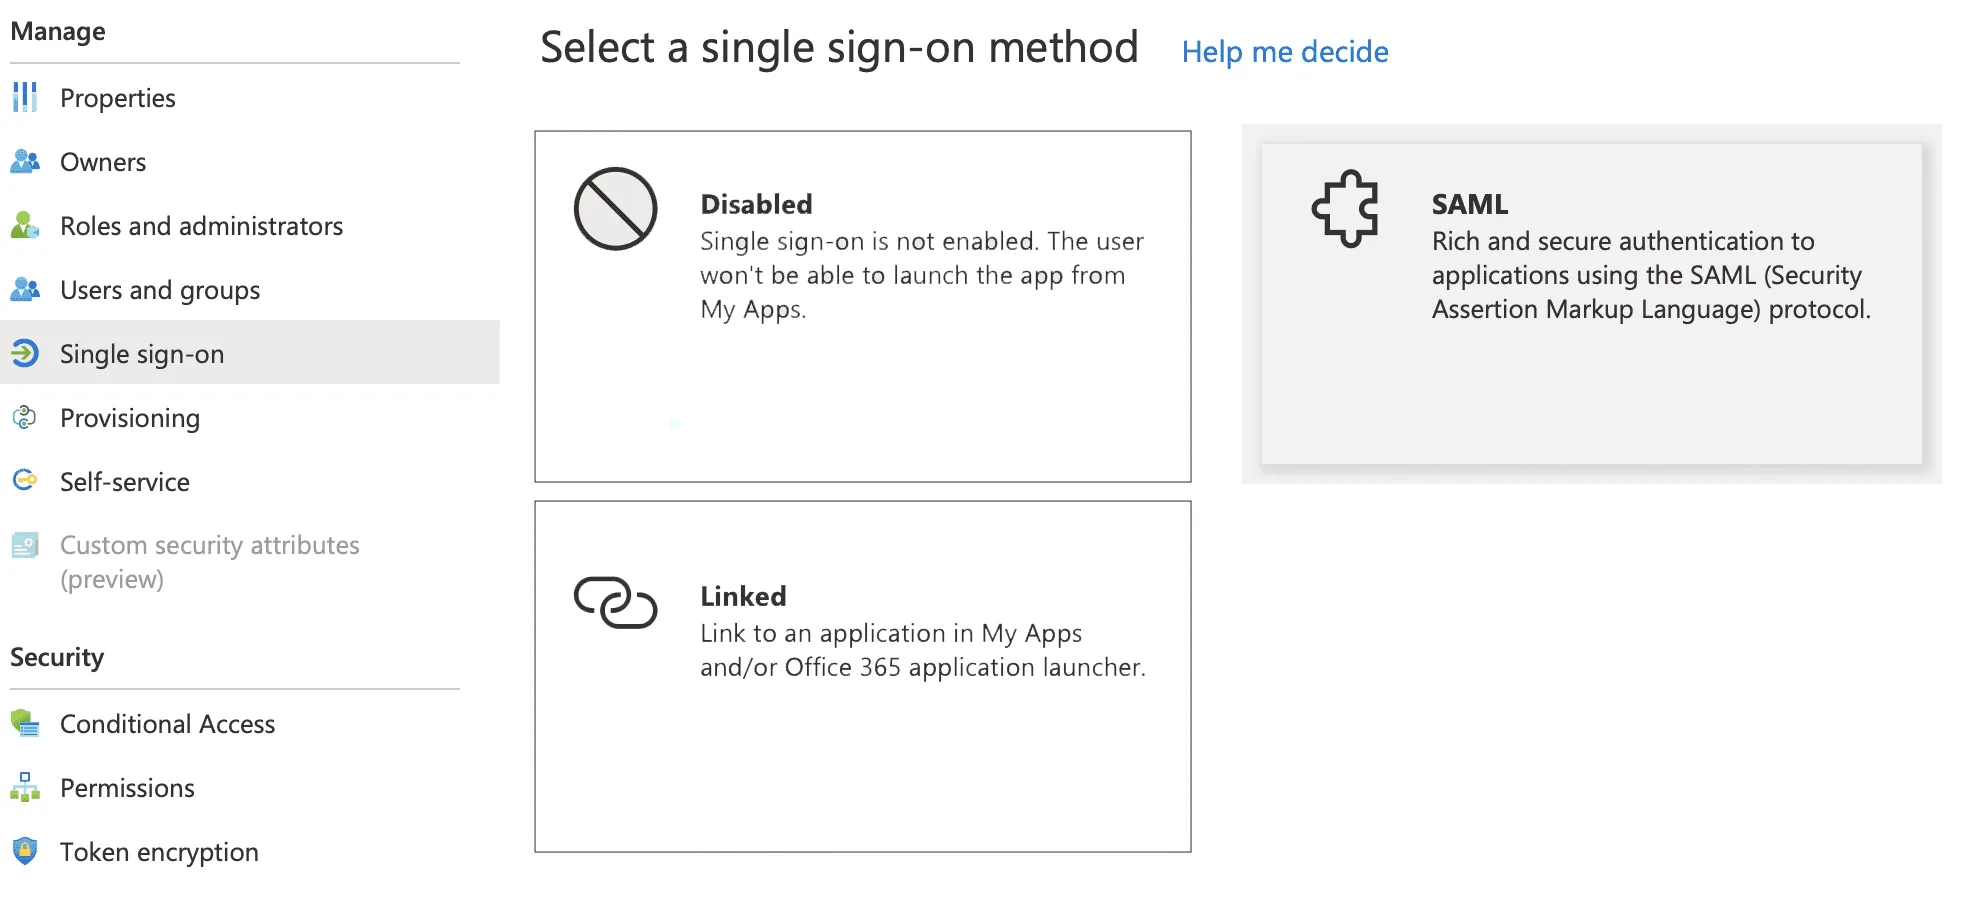 Manage
Properties
Owners
Roles and administrators
Users and groups
Single sign-on
Provisioning
Self-service
Custom security attributes
(preview)
Security
Conditional Access
Permissions
Token encryption
Select a single sign-on method
Help me decide
Disabled
Single sign-on is not enabled. The user
won't be able to launch the app from
My Apps.
SAML
Rich and secure authentication to
applications using the SAML (Security
Assertion Markup Language) protocol.
Linked
Link to an application in My Apps
and/or Office 365 application launcher.